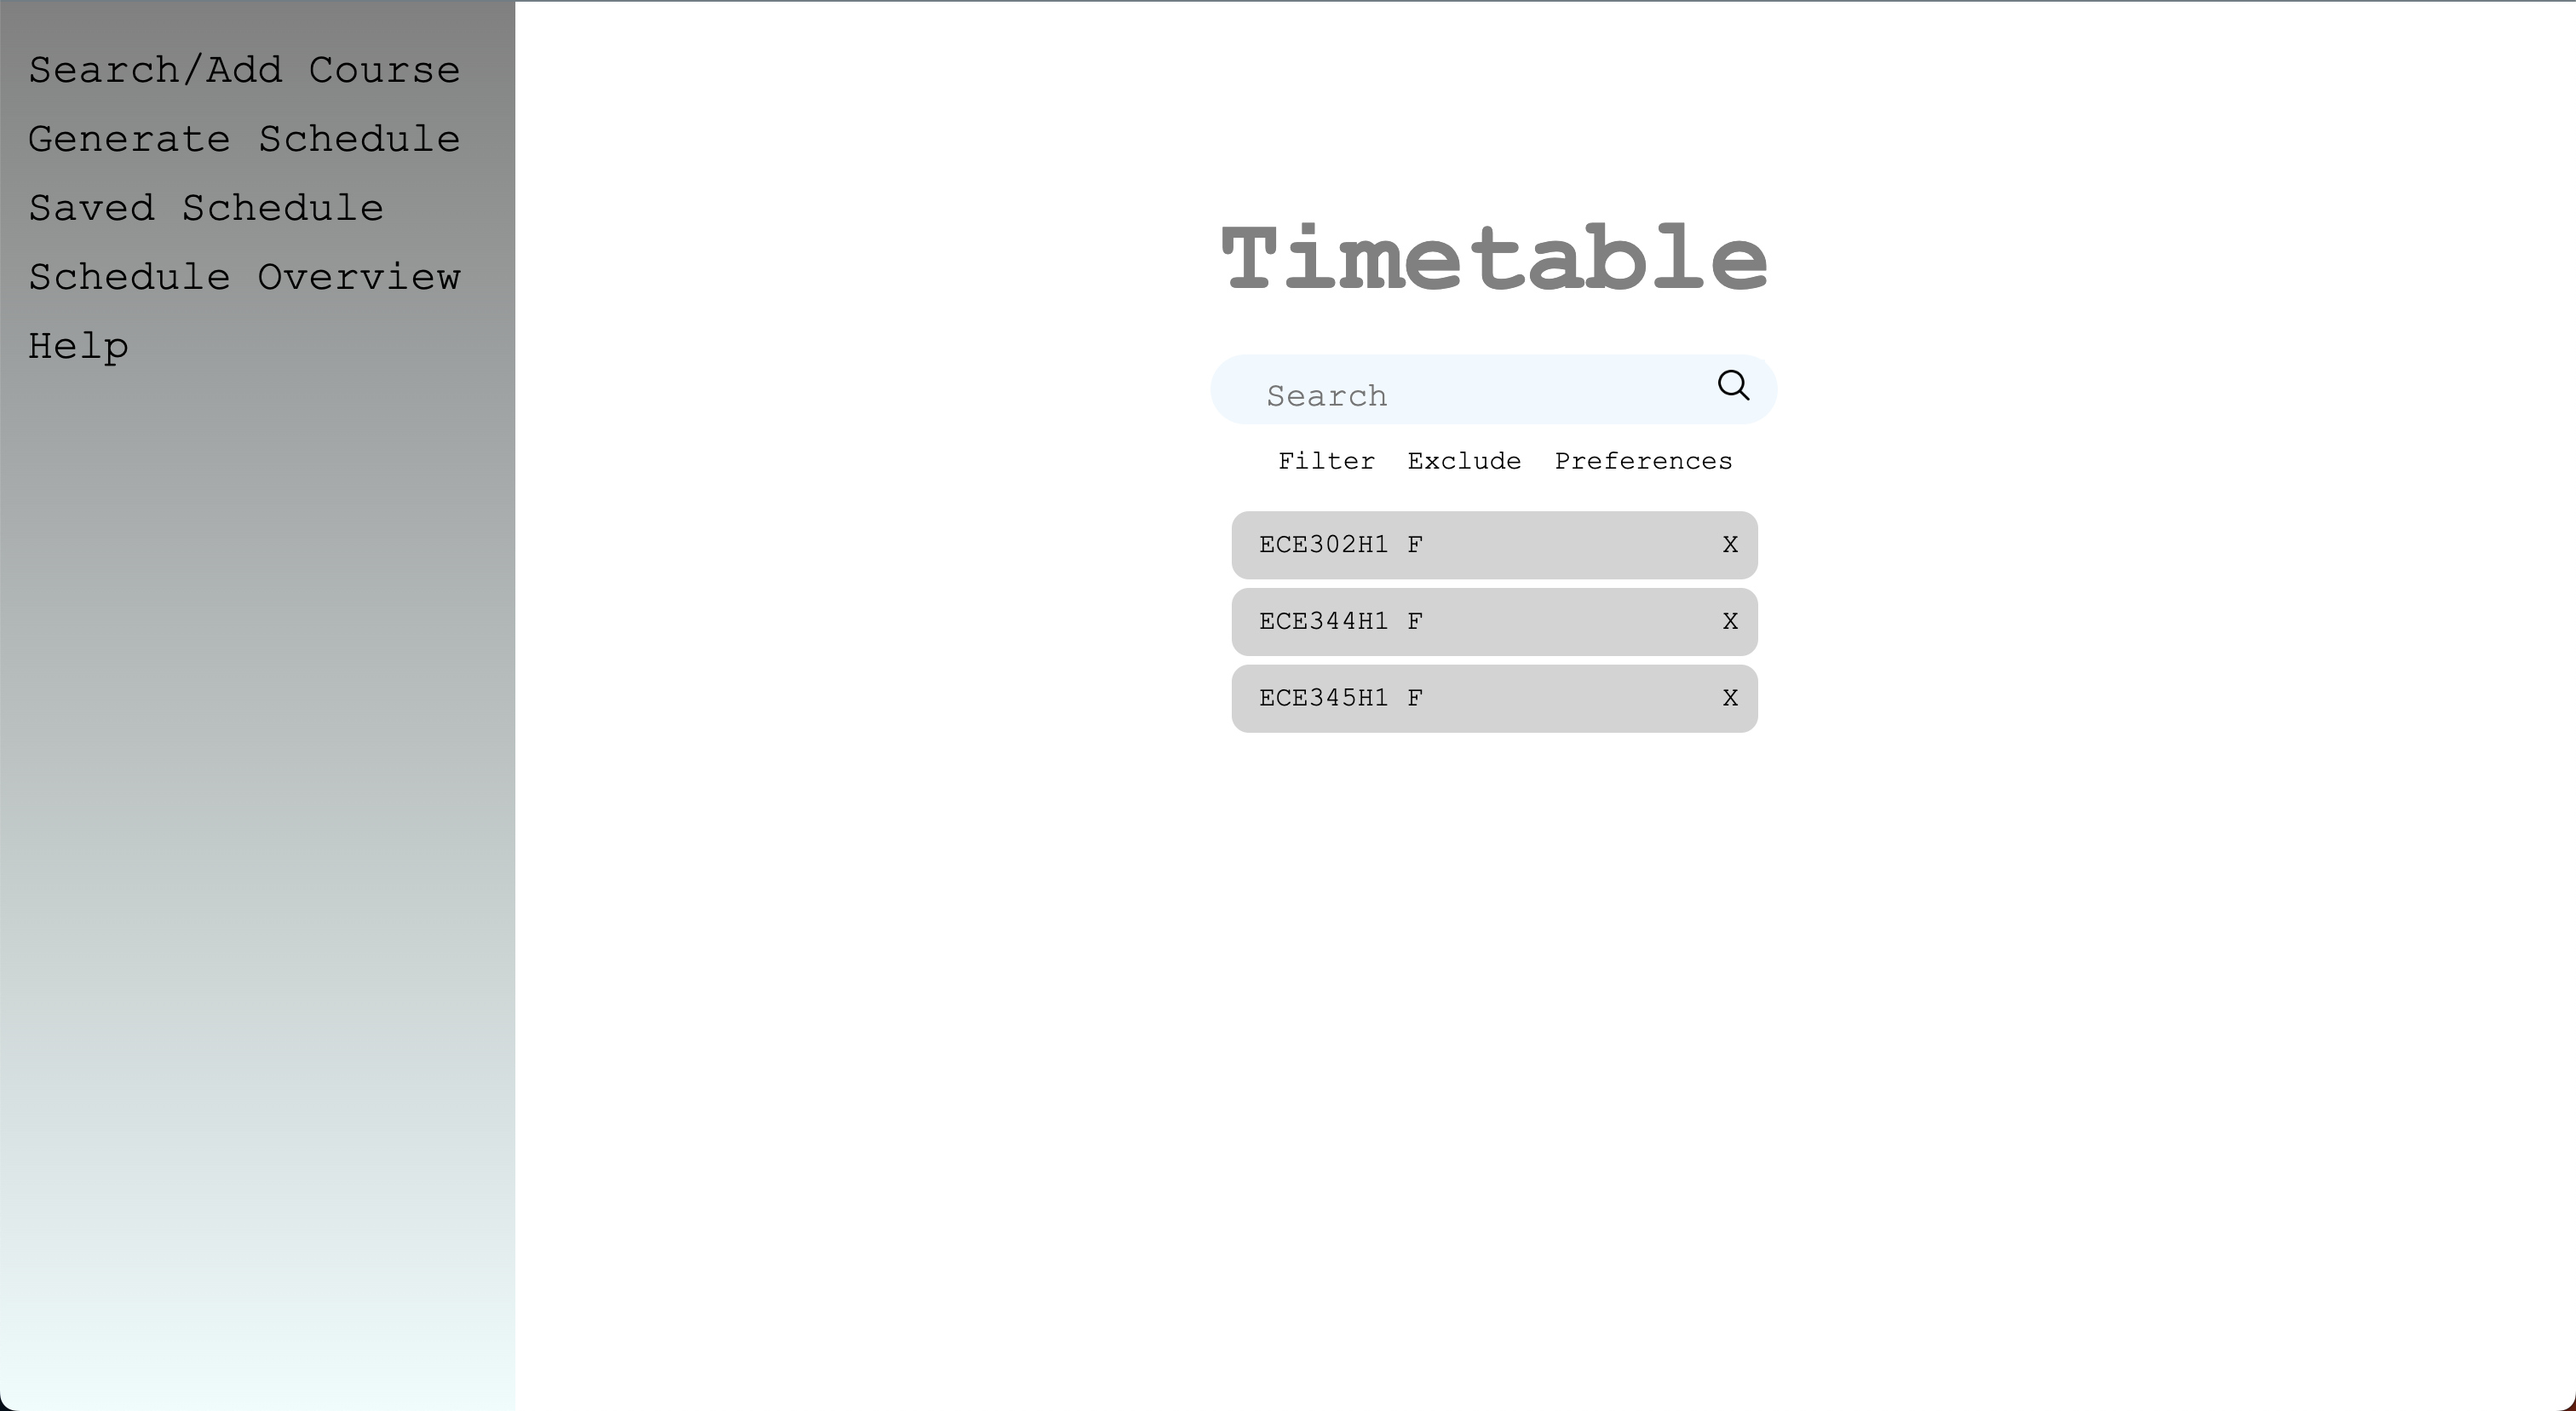 Search/Add Course
Generate Schedule
Saved Schedule
Schedule Overview
Help
Timetable
Search
Filter Exclude Preferences
ECE302H1 F X
ECE344H1 F X
ECE345H1 F X